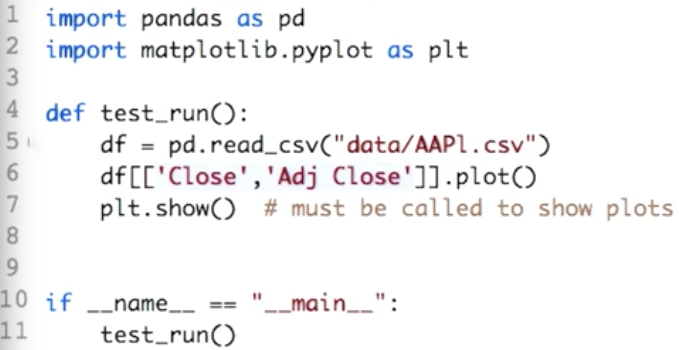 1 import pandas as pd
2 import matplotlib.pyplot as plt
3
4 def test_run():
5     df = pd.read_csv("data/AAPl.csv")
6     df[['Close','Adj Close']].plot()
7     plt.show()  # must be called to show plots
8
9
10 if __name__ == "__main__":
11     test_run()